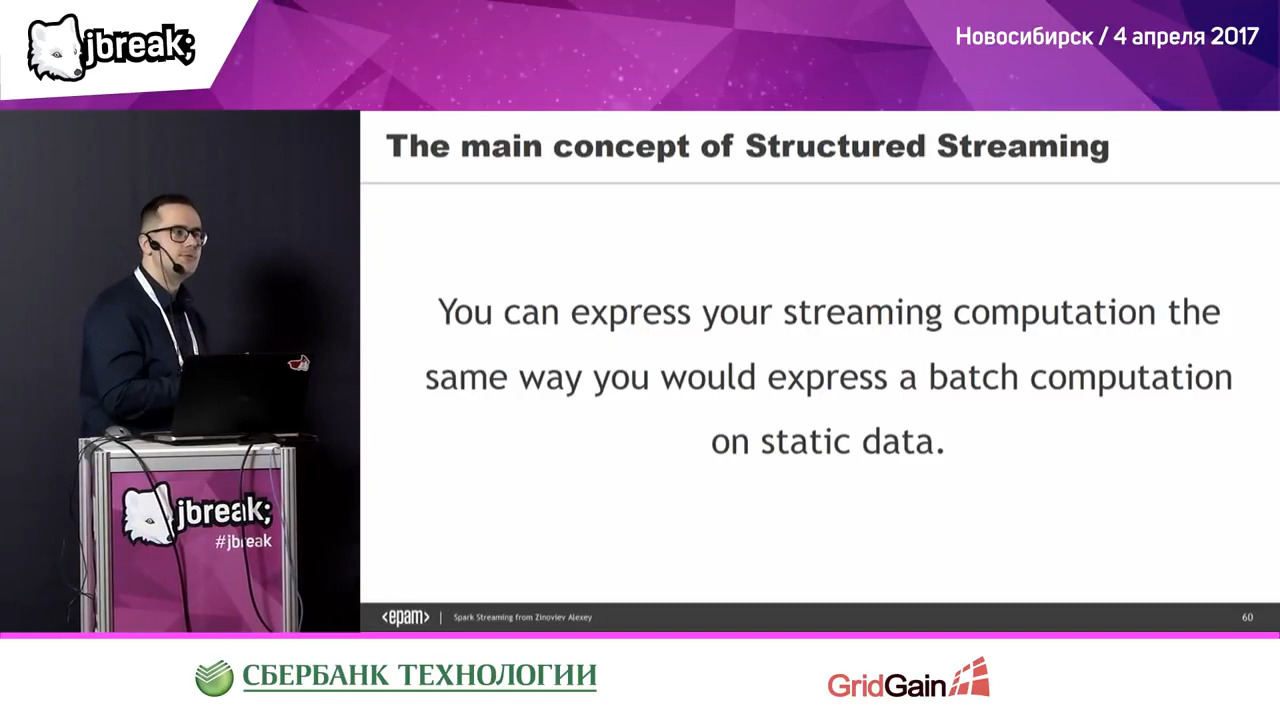 jbreak;
Новосибирск / 4 апреля 2017
The main concept of Structured Streaming
You can express your streaming computation the
same way you would express a batch computation
on static data.
jbreak;
#jbreak
<epam> | Spark Streaming from Zinoviev Alexey 60
СБЕРБАНК ТЕХНОЛОГИИ
GridGain